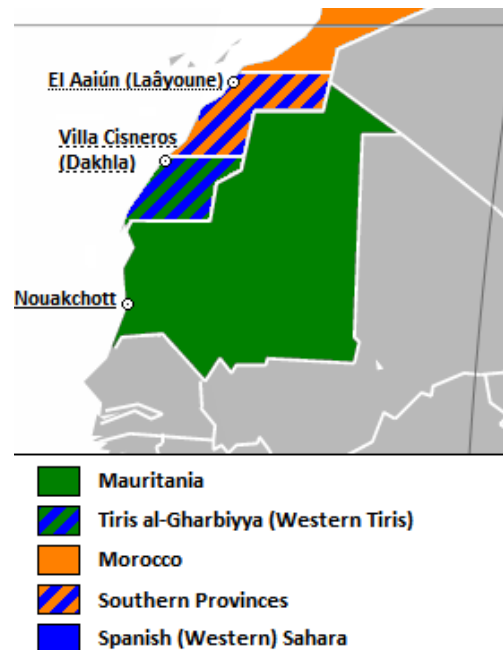 El Aaiún (Laâyoune)
Villa Cisneros
(Dakhla)
Nouakchott
Mauritania
Tiris al-Gharbiyya (Western Tiris)
Morocco
Southern Provinces
Spanish (Western) Sahara